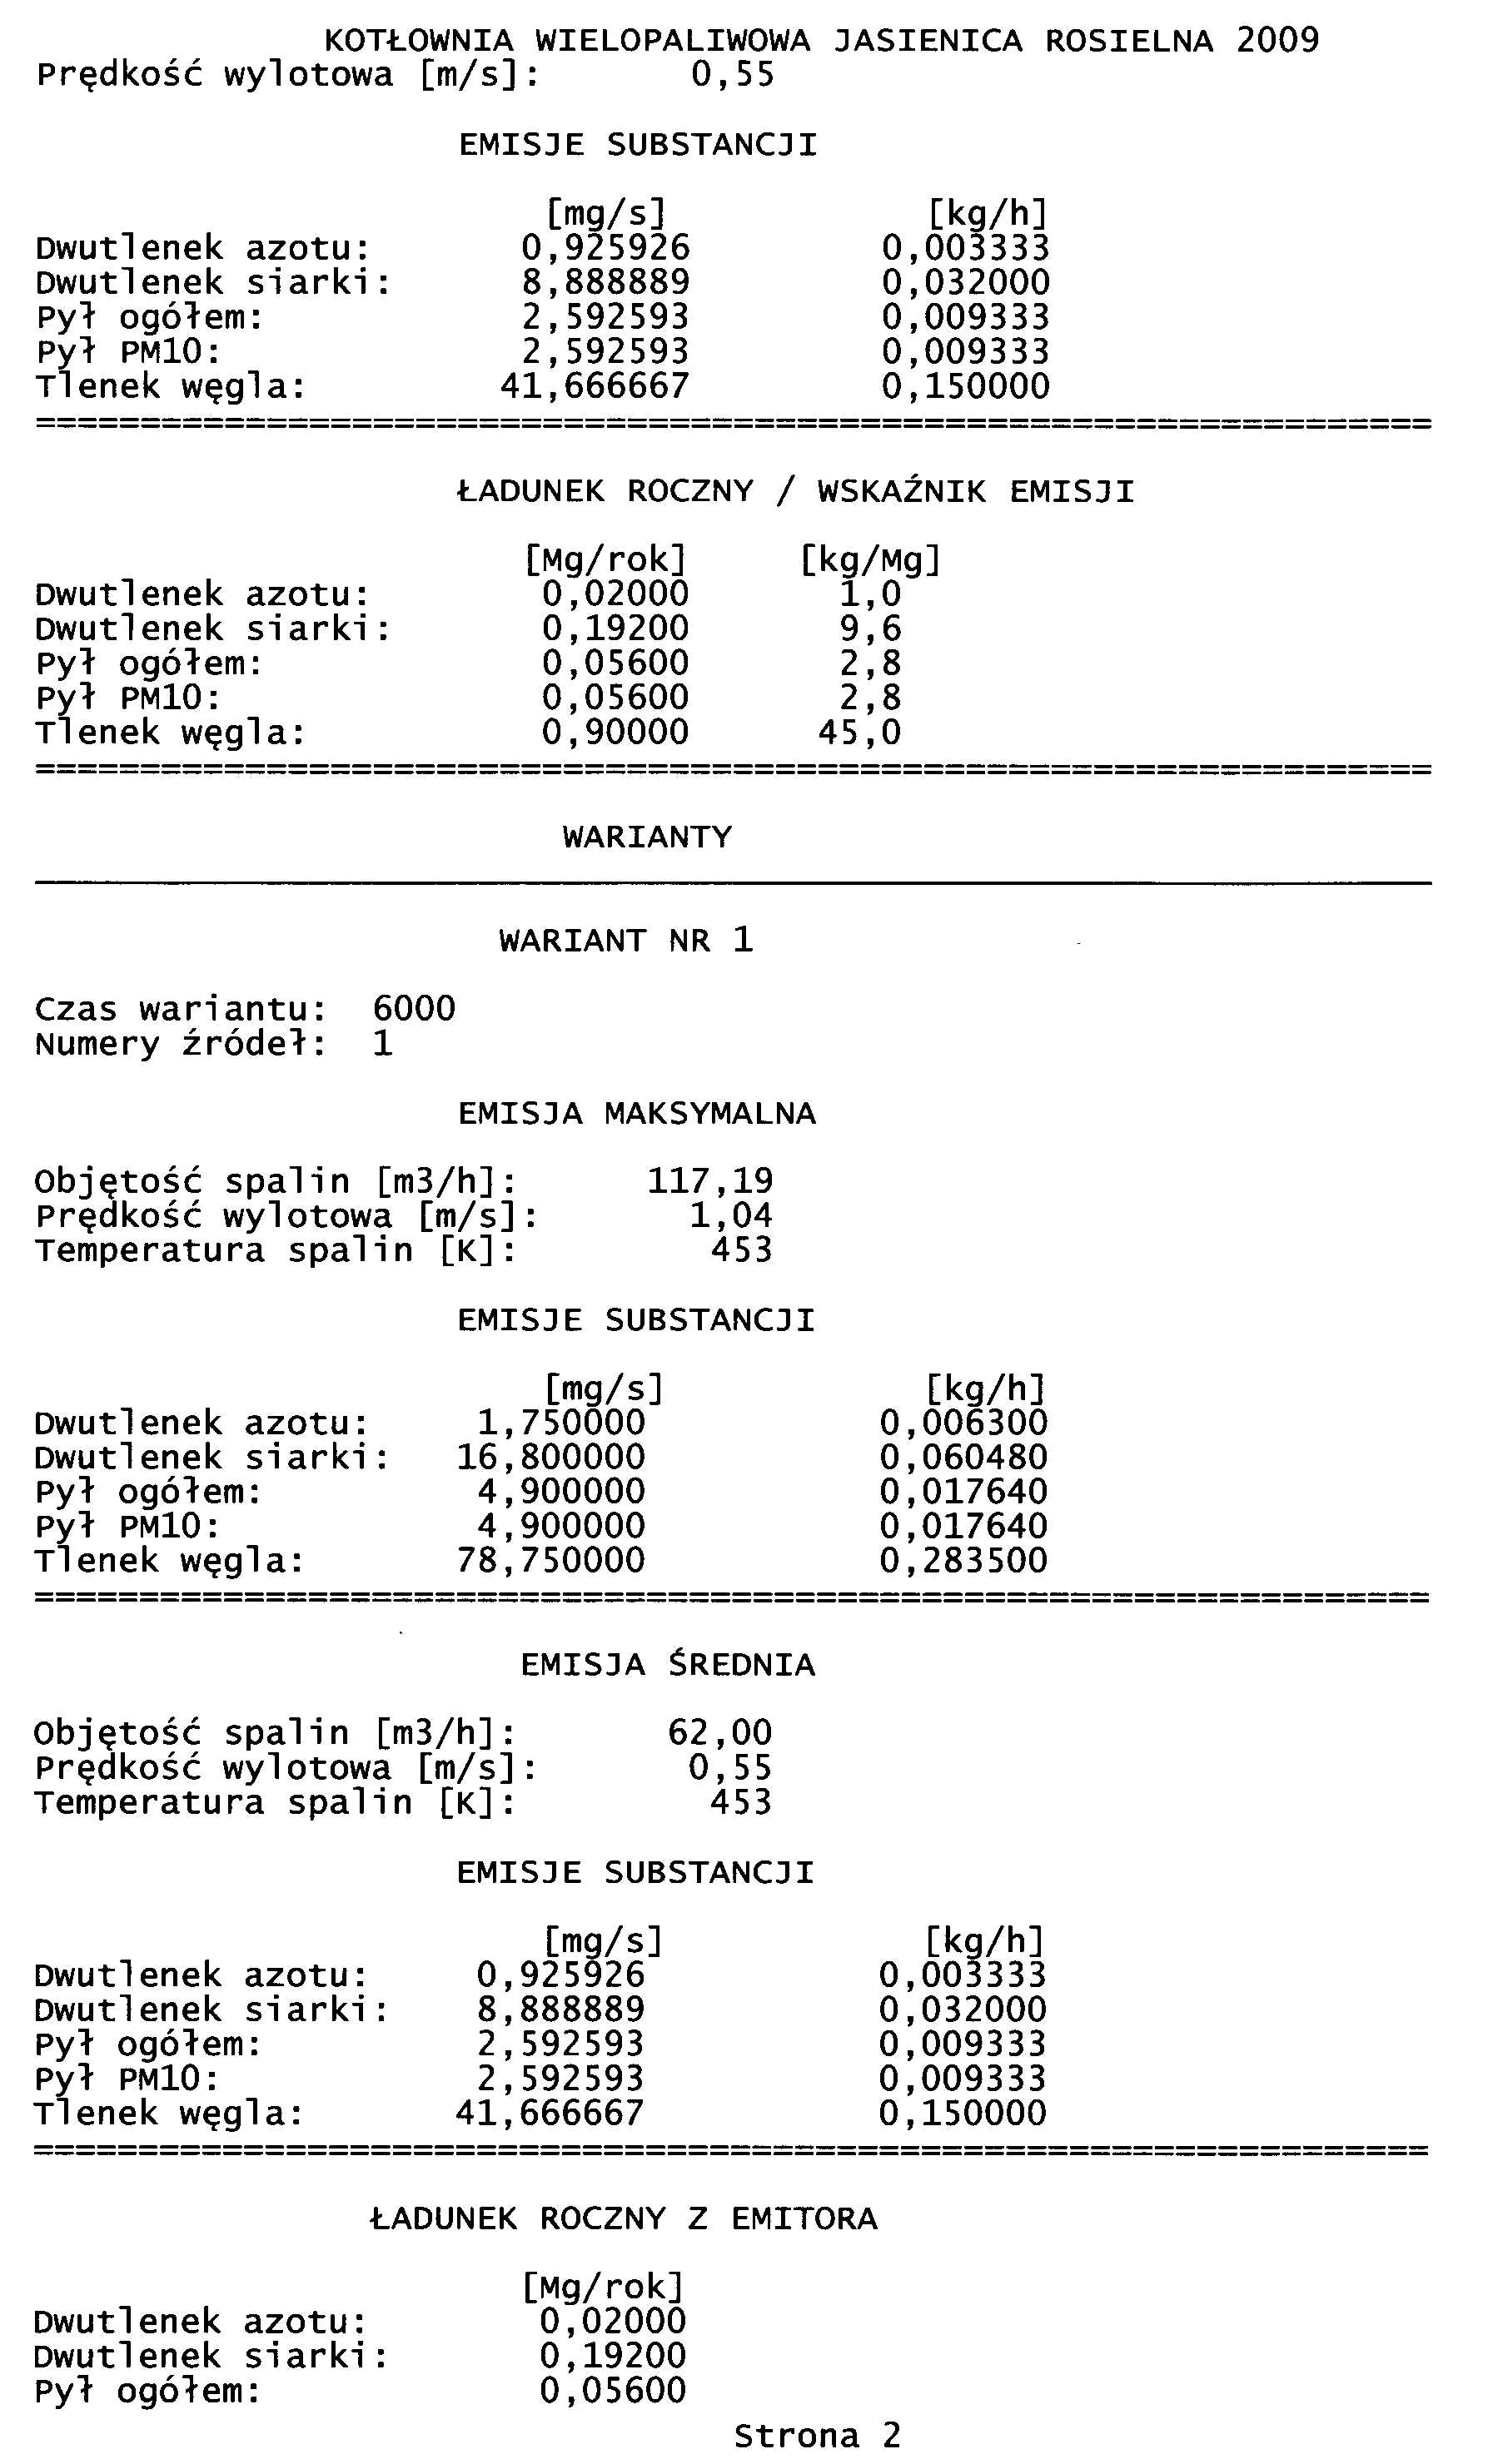 KOTŁOWNIA WIELOPALIWOWA JASIENICA ROSIELNA 2009
Prędkość wylotowa [m/s]: 0,55
EMISJE SUBSTANCJI
[mg/s] [kg/h]
Dwutlenek azotu: 0,925926 0,003333
Dwutlenek siarki: 8,888889 0,032000
Pył ogółem: 2,592593 0,009333
Pył PM10: 2,592593 0,009333
Tlenek węgla: 41,666667 0,150000
==================================================================
ŁADUNEK ROCZNY / WSKAŹNIK EMISJI
[Mg/rok] [kg/Mg]
Dwutlenek azotu: 0,02000 1,0
Dwutlenek siarki: 0,19200 9,6
Pył ogółem: 0,05600 2,8
Pył PM10: 0,05600 2,8
Tlenek węgla: 0,90000 45,0
==================================================================
WARIANTY
WARIANT NR 1
Czas wariantu: 6000
Numery źródeł: 1
EMISJA MAKSYMALNA
Objętość spalin [m3/h]: 117,19
Prędkość wylotowa [m/s]: 1,04
Temperatura spalin [K]: 453
EMISJE SUBSTANCJI
[mg/s] [kg/h]
Dwutlenek azotu: 1,750000 0,006300
Dwutlenek siarki: 16,800000 0,060480
Pył ogółem: 4,900000 0,017640
Pył PM10: 4,900000 0,017640
Tlenek węgla: 78,750000 0,283500
==================================================================
EMISJA ŚREDNIA
Objętość spalin [m3/h]: 62,00
Prędkość wylotowa [m/s]: 0,55
Temperatura spalin [K]: 453
EMISJE SUBSTANCJI
[mg/s] [kg/h]
Dwutlenek azotu: 0,925926 0,003333
Dwutlenek siarki: 8,888889 0,032000
Pył ogółem: 2,592593 0,009333
Pył PM10: 2,592593 0,009333
Tlenek węgla: 41,666667 0,150000
==================================================================
ŁADUNEK ROCZNY Z EMITORA
[Mg/rok]
Dwutlenek azotu: 0,02000
Dwutlenek siarki: 0,19200
Pył ogółem: 0,05600
Strona 2